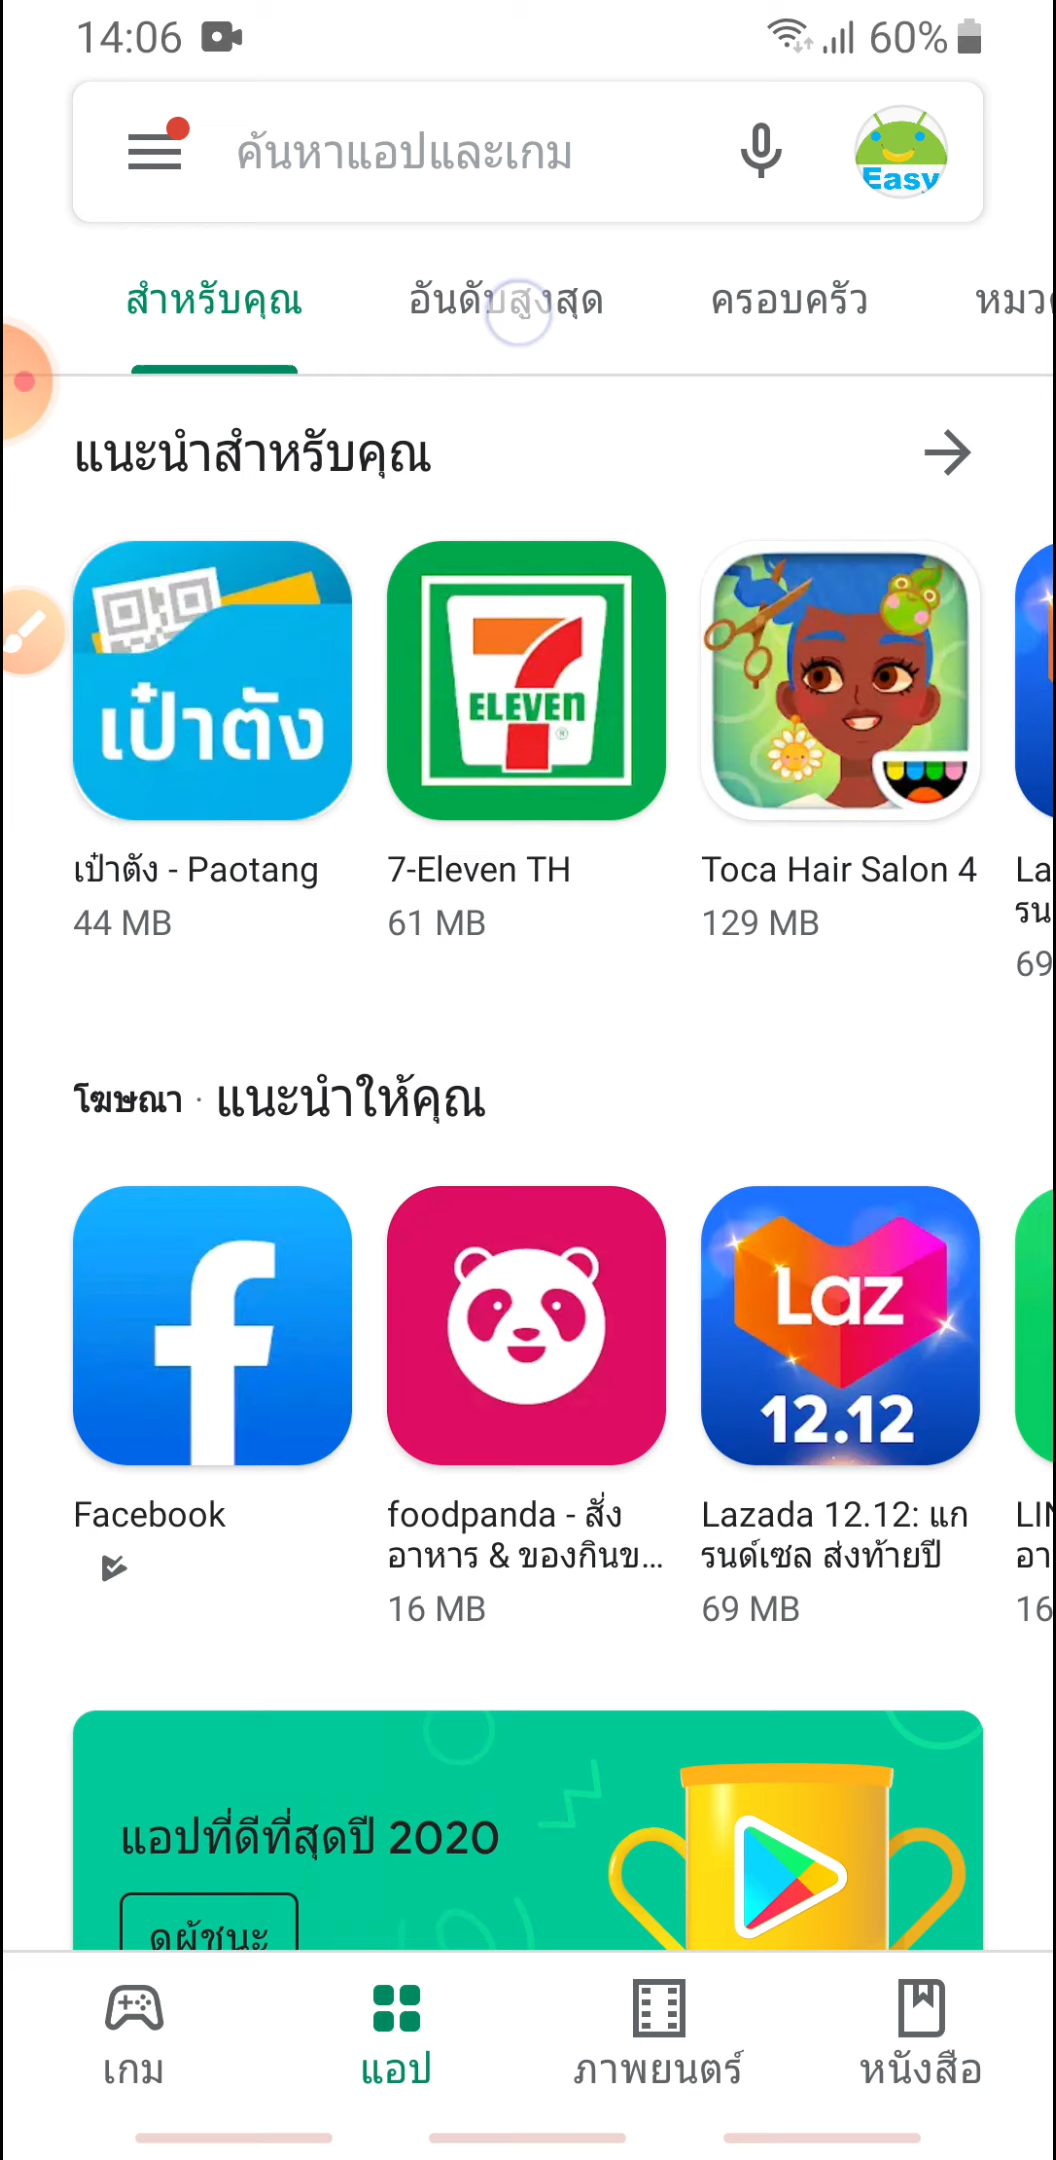 14:06
60%
ค้นหาแอปและเกม
Easy
สำหรับคุณ
อันดับสูงสุด
ครอบครัว
แนะนำสำหรับคุณ
เป๋าตัง
7
ELEVEN
®
เป๋าตัง - Paotang
7-Eleven TH
Toca Hair Salon 4
44 MB
61 MB
129 MB
69
โฆษณา · แนะนำให้คุณ
Laz
12.12
Facebook
foodpanda - สั่ง
อาหาร & ของกินข...
16 MB
Lazada 12.12: แก
รนด์เซล ส่งท้ายปี
69 MB
16
แอปที่ดีที่สุดปี 2020
ดูผู้ชนะ
เกม
แอป
ภาพยนตร์
หนังสือ